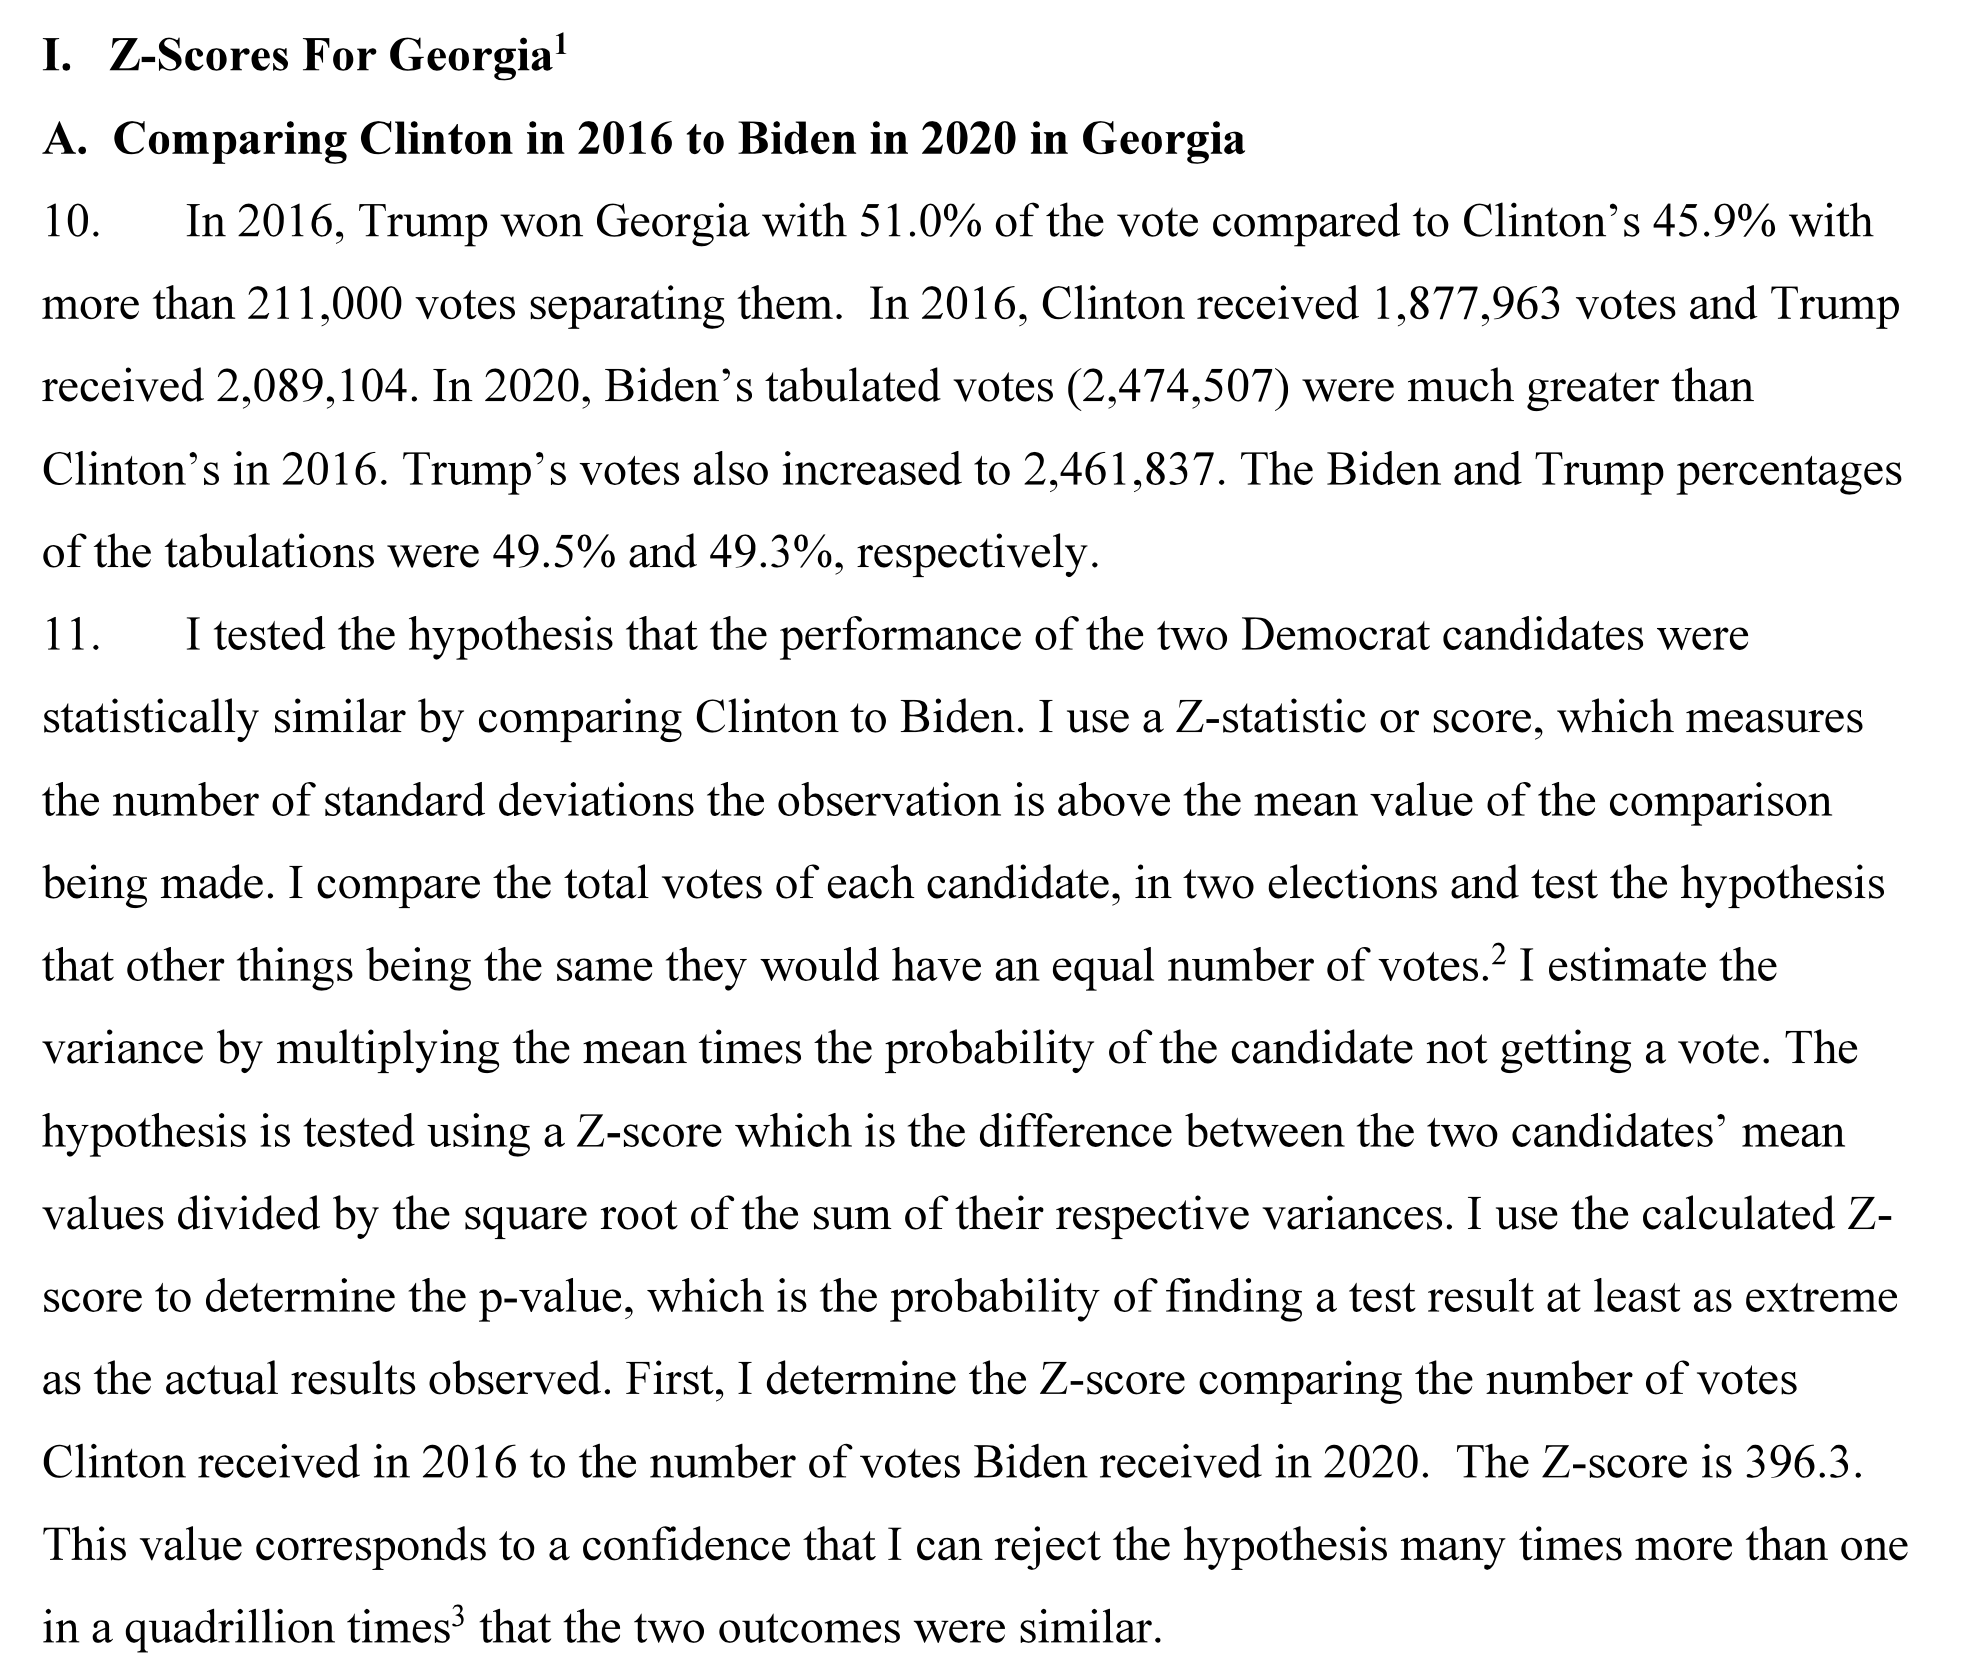 I. Z-Scores For Georgia¹
A. Comparing Clinton in 2016 to Biden in 2020 in Georgia
10. In 2016, Trump won Georgia with 51.0% of the vote compared to Clinton’s 45.9% with
more than 211,000 votes separating them. In 2016, Clinton received 1,877,963 votes and Trump
received 2,089,104. In 2020, Biden’s tabulated votes (2,474,507) were much greater than
Clinton’s in 2016. Trump’s votes also increased to 2,461,837. The Biden and Trump percentages
of the tabulations were 49.5% and 49.3%, respectively.
11. I tested the hypothesis that the performance of the two Democrat candidates were
statistically similar by comparing Clinton to Biden. I use a Z-statistic or score, which measures
the number of standard deviations the observation is above the mean value of the comparison
being made. I compare the total votes of each candidate, in two elections and test the hypothesis
that other things being the same they would have an equal number of votes.² I estimate the
variance by multiplying the mean times the probability of the candidate not getting a vote. The
hypothesis is tested using a Z-score which is the difference between the two candidates’ mean
values divided by the square root of the sum of their respective variances. I use the calculated Z-
score to determine the p-value, which is the probability of finding a test result at least as extreme
as the actual results observed. First, I determine the Z-score comparing the number of votes
Clinton received in 2016 to the number of votes Biden received in 2020. The Z-score is 396.3.
This value corresponds to a confidence that I can reject the hypothesis many times more than one
in a quadrillion times³ that the two outcomes were similar.